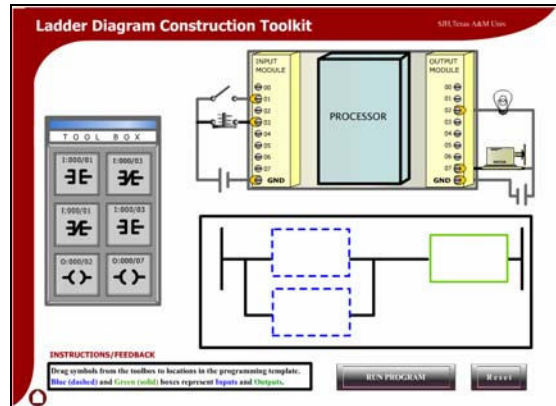 Ladder Diagram Construction Toolkit
SJH,Texas A&M Univ.
INPUT
MODULE
00
01
02
03
04
05
06
07
GND
PROCESSOR
OUTPUT
MODULE
00
01
02
03
04
05
06
07
GND
TOOL BOX
I:000/01
I:000/03
I:000/01
I:000/03
O:000/02
O:000/07
INSTRUCTIONS/FEEDBACK
Drag symbols from the toolbox to locations in the programming template.
Blue (dashed) and Green (solid) boxes represent Inputs and Outputs.
RUN PROGRAM
Reset